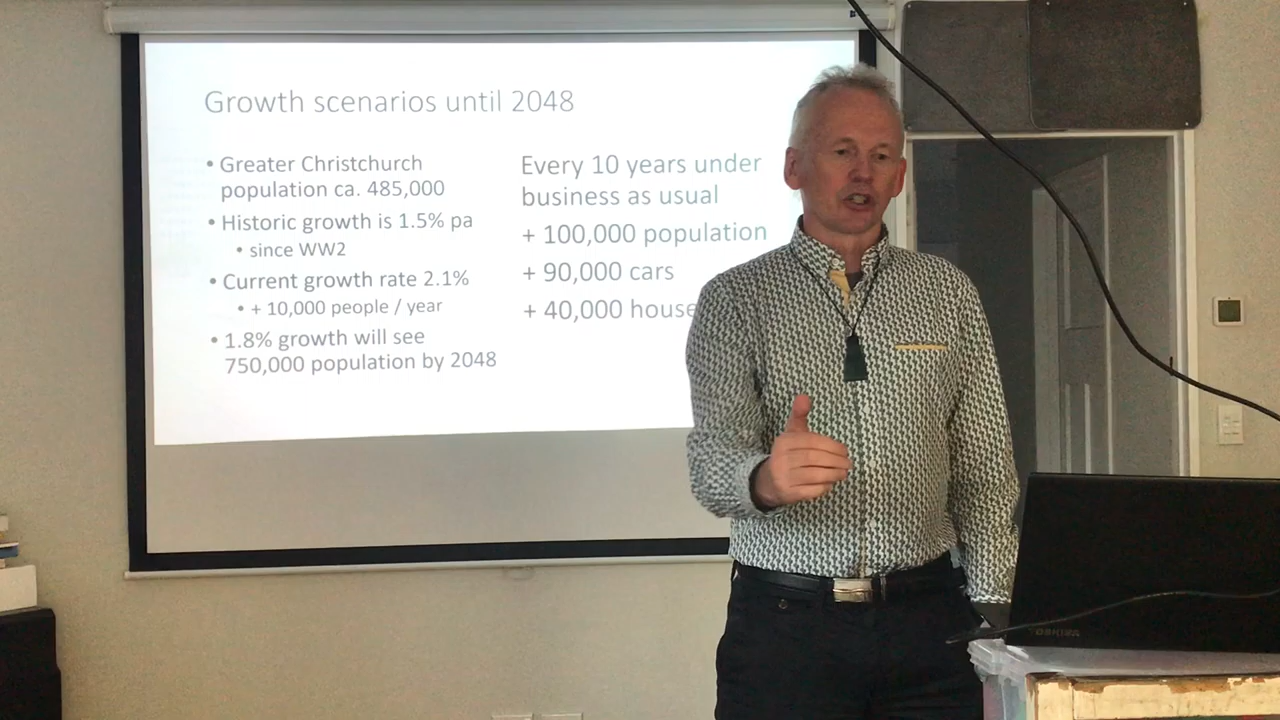 Growth scenarios until 2048
• Greater Christchurch
population ca. 485,000
• Historic growth is 1.5% pa
• since WW2
• Current growth rate 2.1%
• + 10,000 people / year
• 1.8% growth will see
750,000 population by 2048
Every 10 years under
business as usual
+ 100,000 population
+ 90,000 cars
+ 40,000 house
TOSHIBA